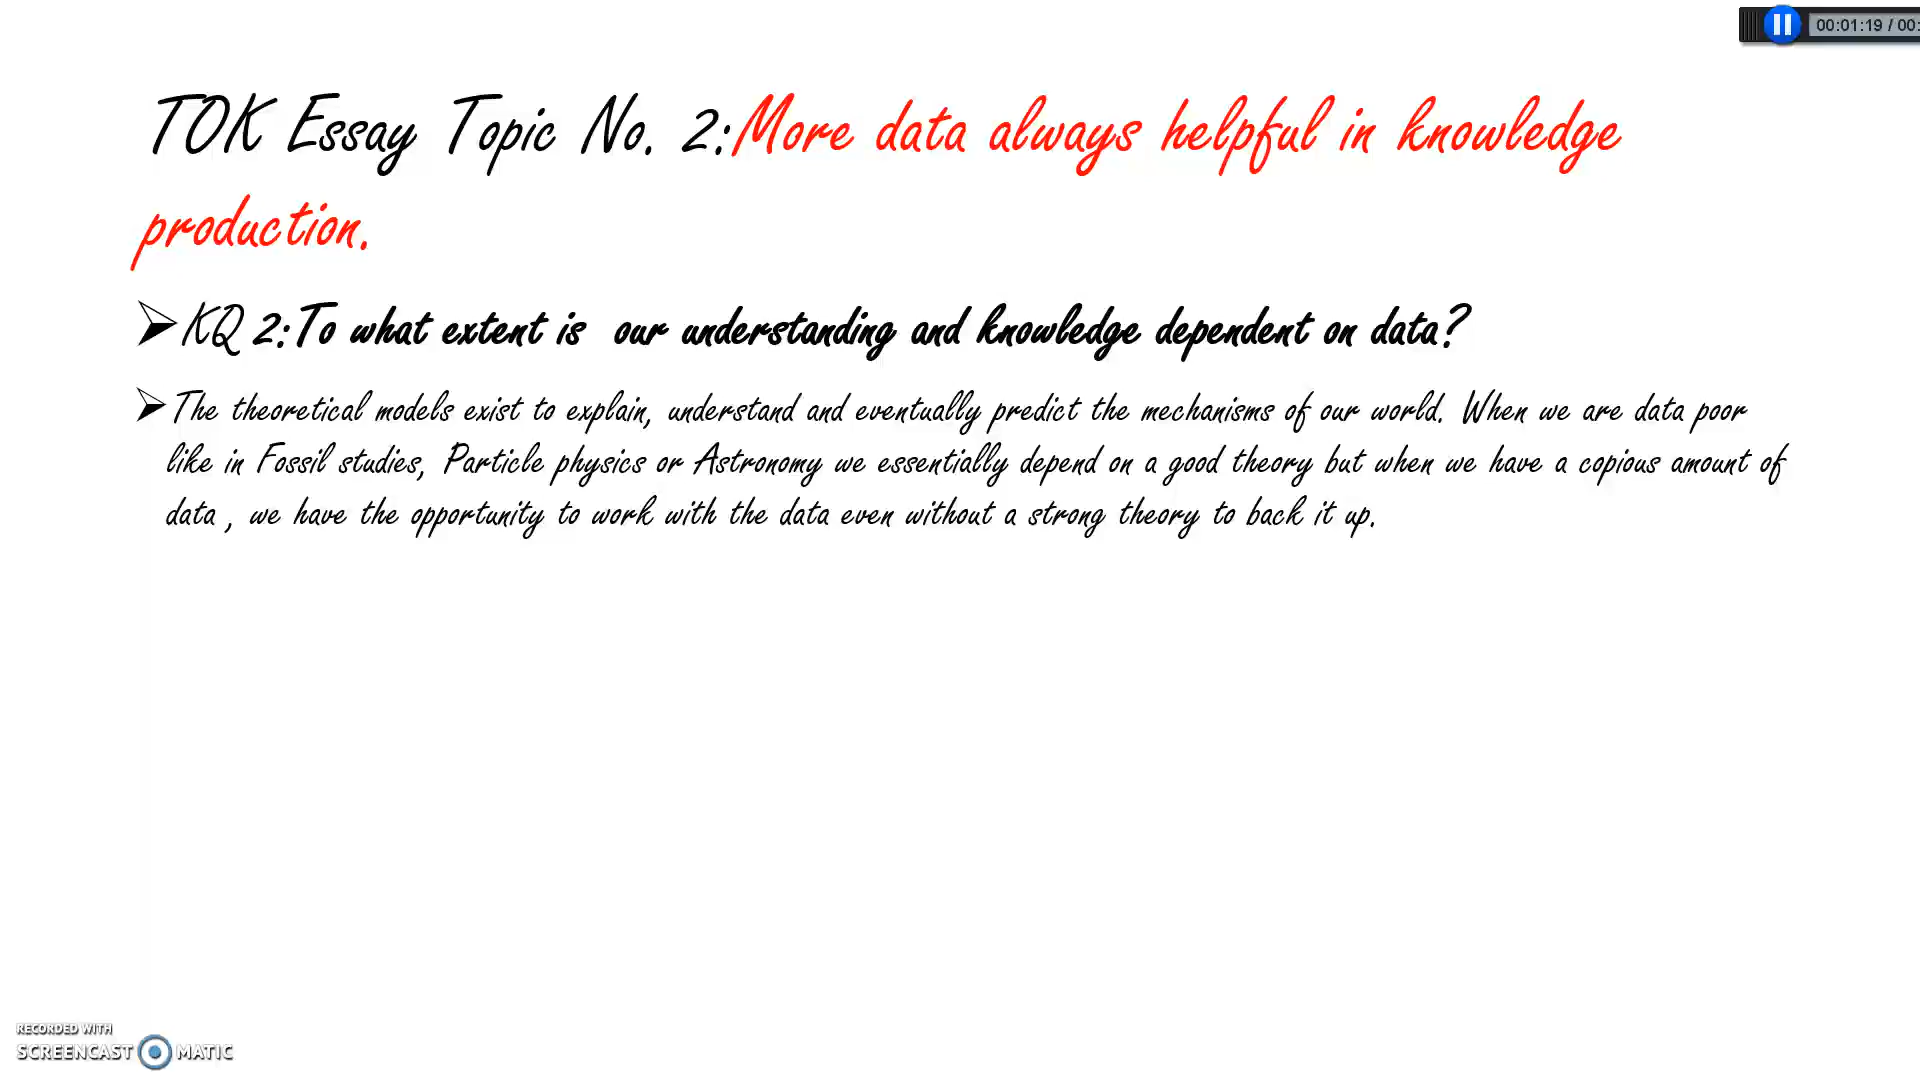 00:01:19 / 00:
TOK Essay Topic No. 2:More data always helpful in knowledge
production.
KQ 2:To what extent is our understanding and knowledge dependent on data?
The theoretical models exist to explain, understand and eventually predict the mechanisms of our world. When we are data poor
like in Fossil studies, Particle physics or Astronomy we essentially depend on a good theory but when we have a copious amount of
data , we have the opportunity to work with the data even without a strong theory to back it up.
RECORDED WITH
SCREENCAST MATIC